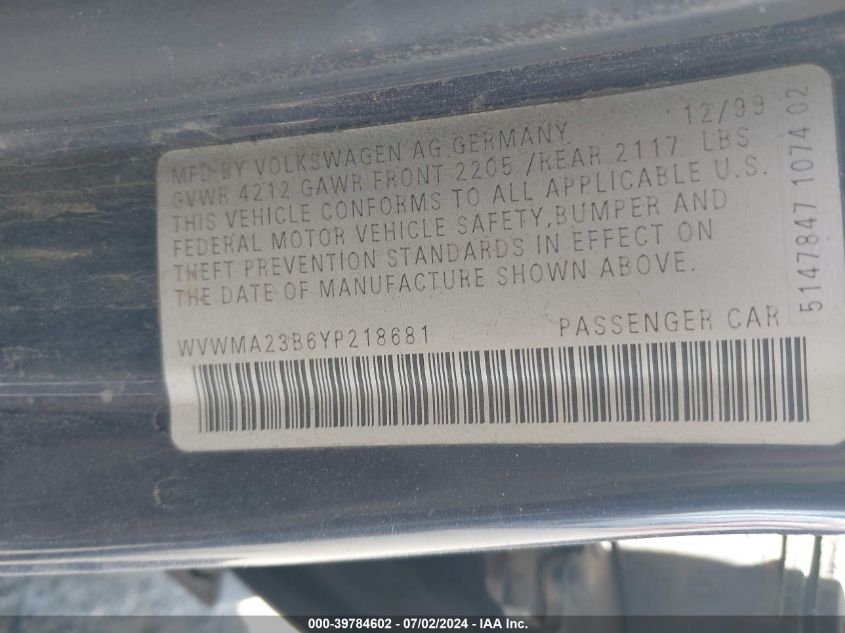 12/99
MFD BY VOLKSWAGEN AG GERMANY
GVWR 4212 GAWR FRONT 2205 /REAR 2117 LBS
THIS VEHICLE CONFORMS TO ALL APPLICABLE U.S.
FEDERAL MOTOR VEHICLE SAFETY, BUMPER AND
THEFT PREVENTION STANDARDS IN EFFECT ON
THE DATE OF MANUFACTURE SHOWN ABOVE.
WVWMA23B6YP218681 PASSENGER CAR
5147847 1074 02
000-39784602 - 07/02/2024 - IAA Inc.